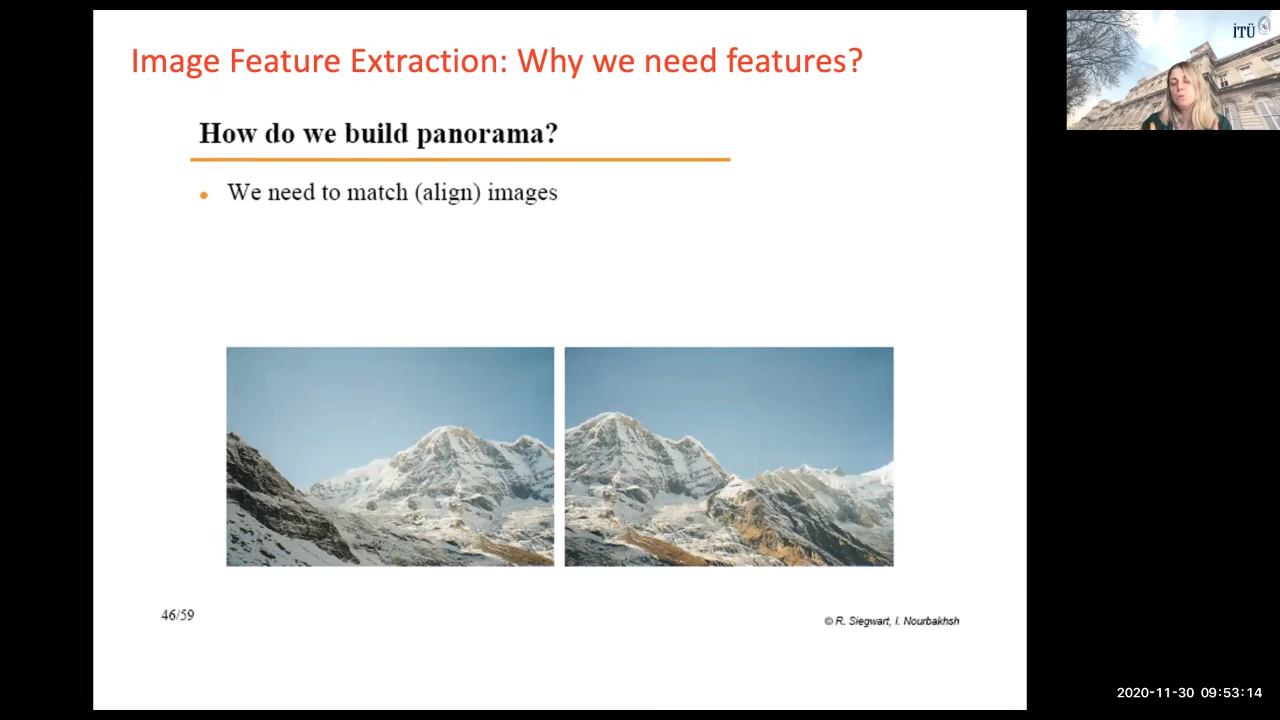 Image Feature Extraction: Why we need features?
İTÜ
How do we build panorama?
• We need to match (align) images
46/59
© R. Siegwart, I. Nourbakhsh
2020-11-30 09:53:14